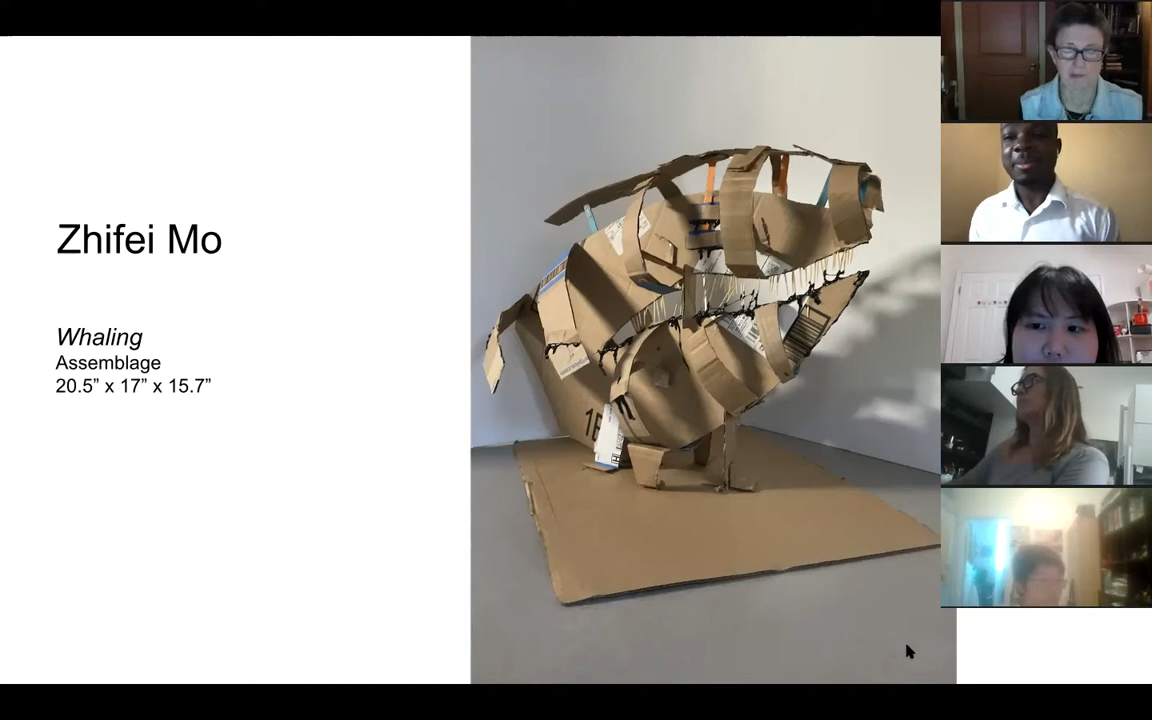 Zhifei Mo
Whaling
Assemblage
20.5” x 17” x 15.7”